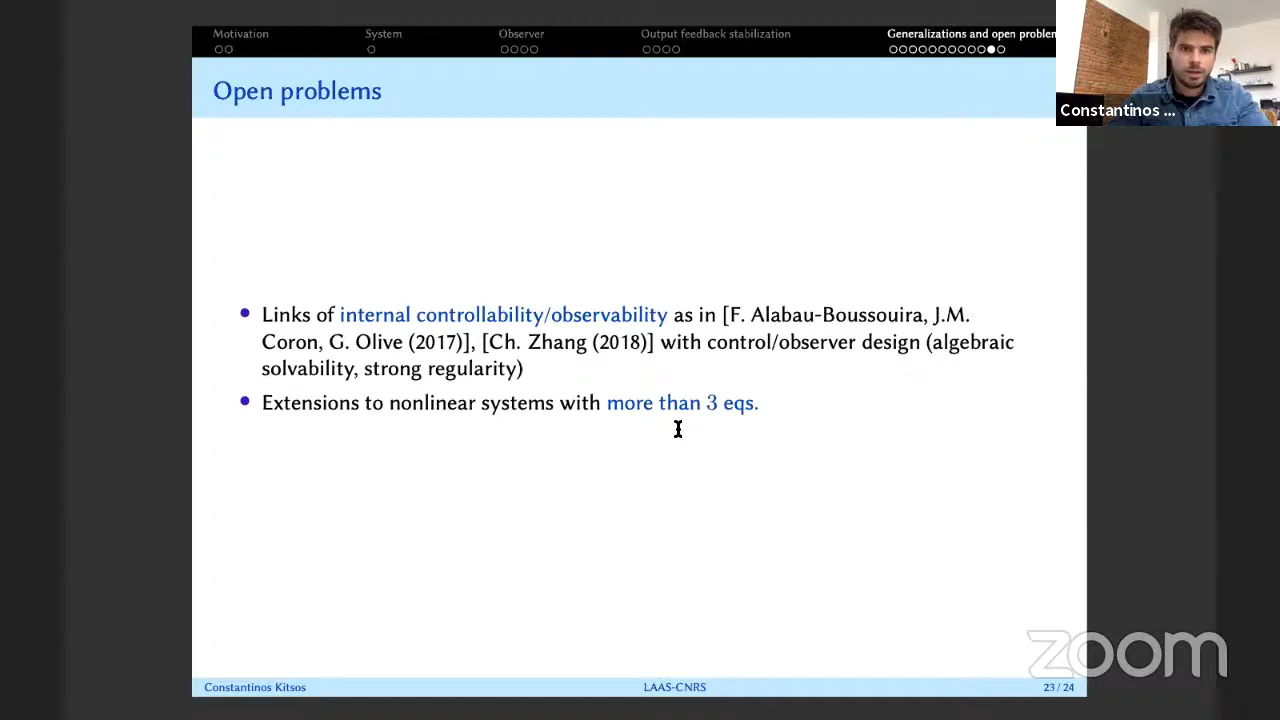 Motivation System Observer Output feedback stabilization Generalizations and open problem
Open problems
Constantinos ...
Links of internal controllability/observability as in [F. Alabau-Boussouira, J.M.
Coron, G. Olive (2017)], [Ch. Zhang (2018)] with control/observer design (algebraic
solvability, strong regularity)
Extensions to nonlinear systems with more than 3 eqs.
zoom
Constantinos Kitsos LAAS-CNRS 23 / 24